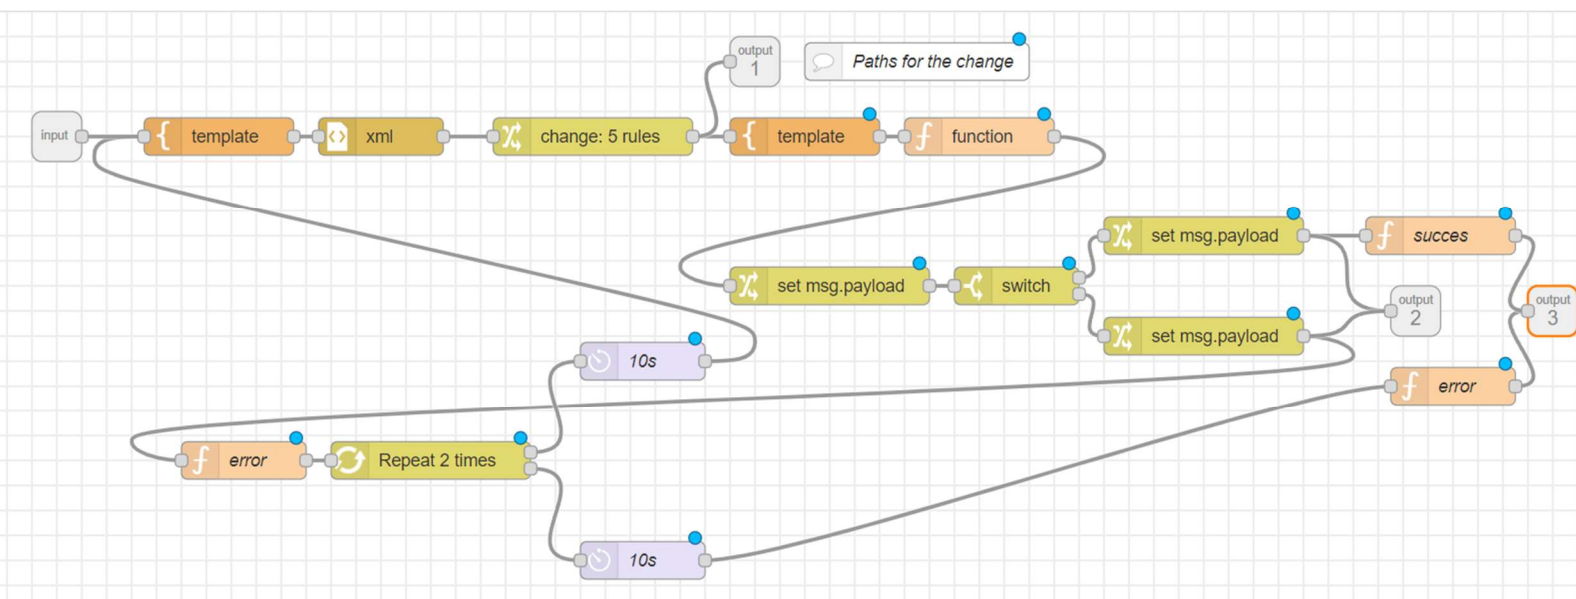 output
1
Paths for the change
input
template
xml
change: 5 rules
template
function
set msg.payload
succes
set msg.payload
switch
output
2
output
3
set msg.payload
10s
error
error
Repeat 2 times
10s